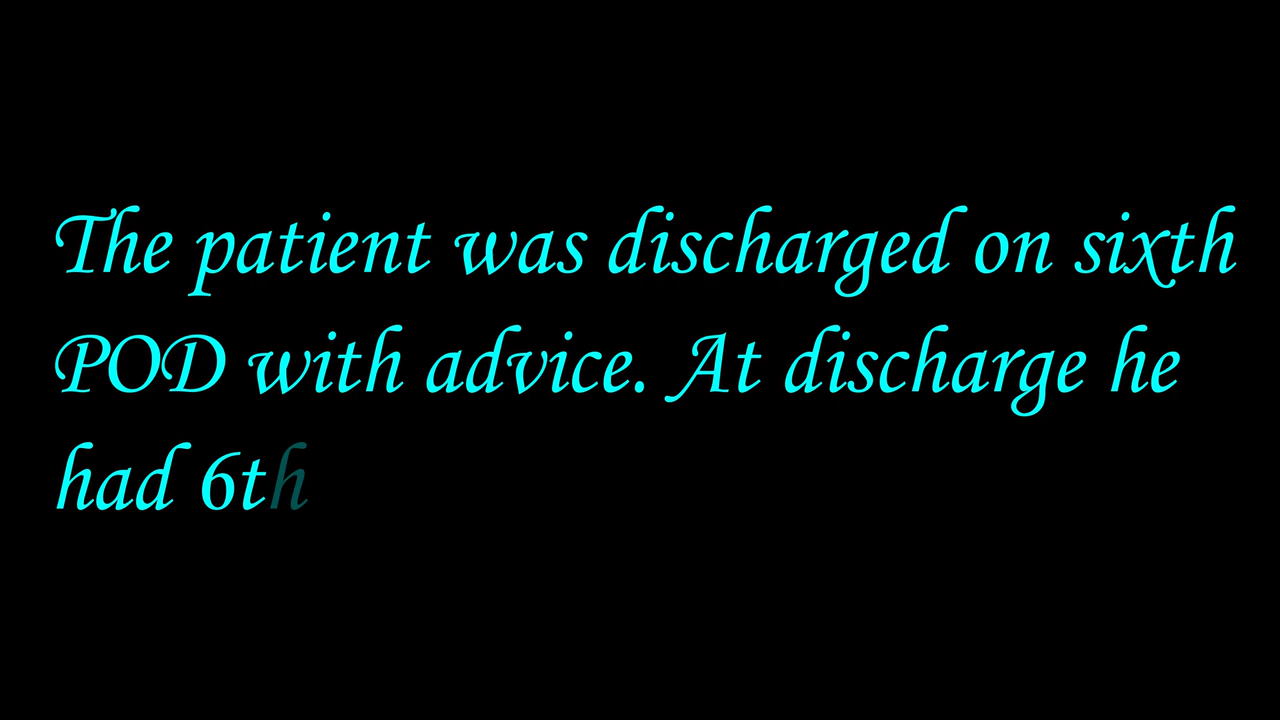 The patient was discharged on sixth
POD with advice. At discharge he
had 6th